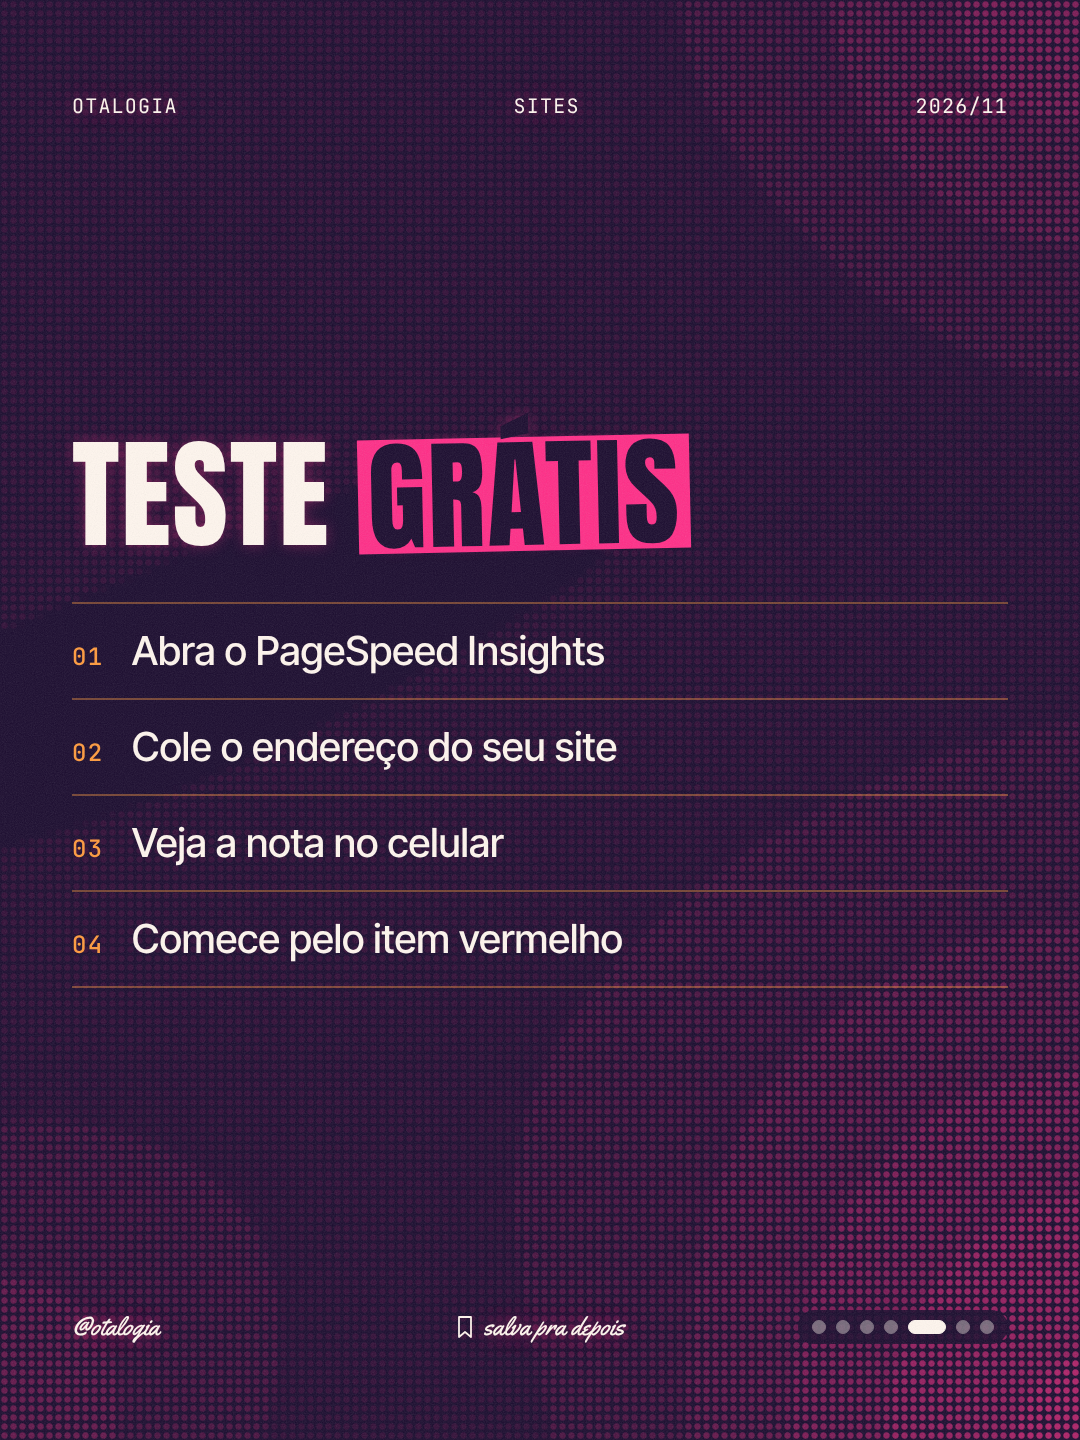 OTALOGIA SITES 2026/11
TESTE GRÁTIS
01 Abra o PageSpeed Insights
02 Cole o endereço do seu site
03 Veja a nota no celular
04 Comece pelo item vermelho
@otalogia salva pra depois